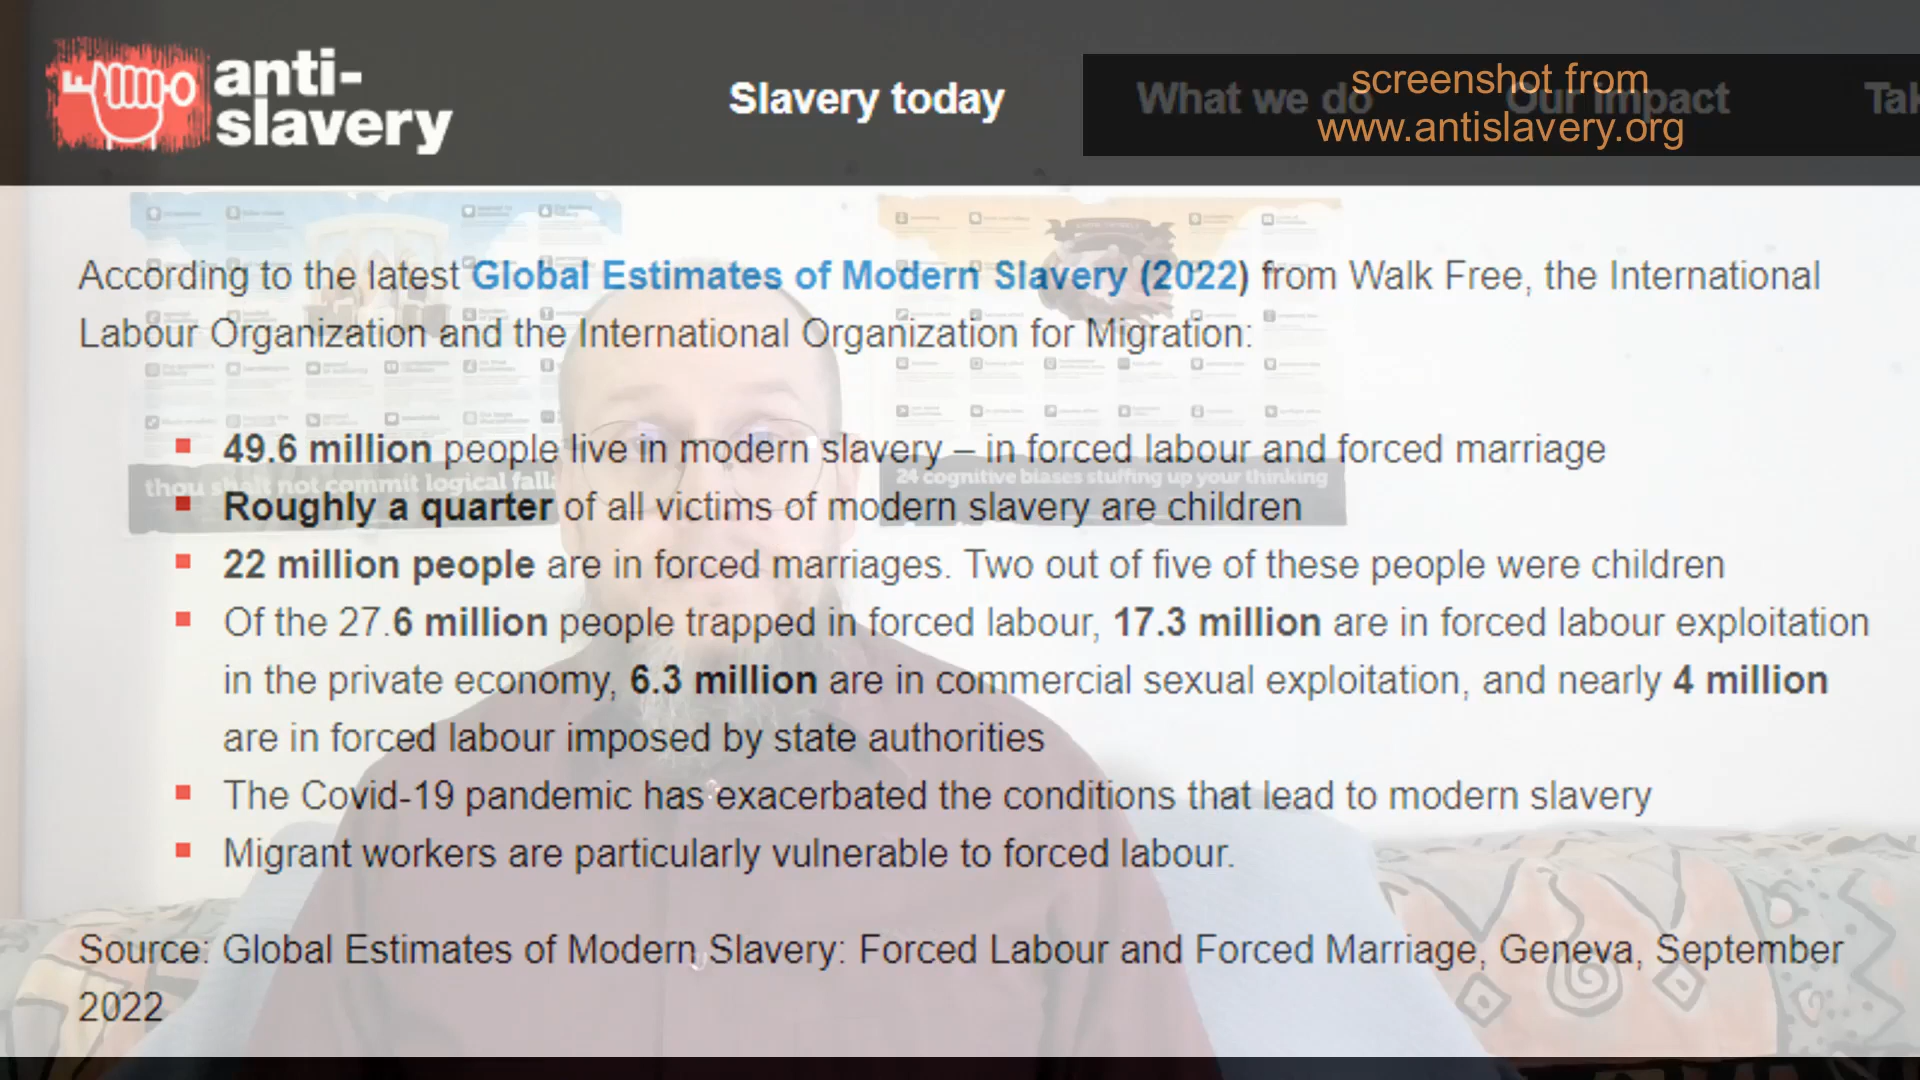 anti-
slavery
Slavery today
What we do
Our impact
screenshot from
www.antislavery.org
According to the latest Global Estimates of Modern Slavery (2022) from Walk Free, the International
Labour Organization and the International Organization for Migration:
49.6 million people live in modern slavery – in forced labour and forced marriage
thou shalt not commit logical
24 cognitive biases stuffing up your thinking
Roughly a quarter of all victims of modern slavery are children
22 million people are in forced marriages. Two out of five of these people were children
Of the 27.6 million people trapped in forced labour, 17.3 million are in forced labour exploitation
in the private economy, 6.3 million are in commercial sexual exploitation, and nearly 4 million
are in forced labour imposed by state authorities
The Covid-19 pandemic has exacerbated the conditions that lead to modern slavery
Migrant workers are particularly vulnerable to forced labour.
Source: Global Estimates of Modern Slavery: Forced Labour and Forced Marriage, Geneva, September
2022